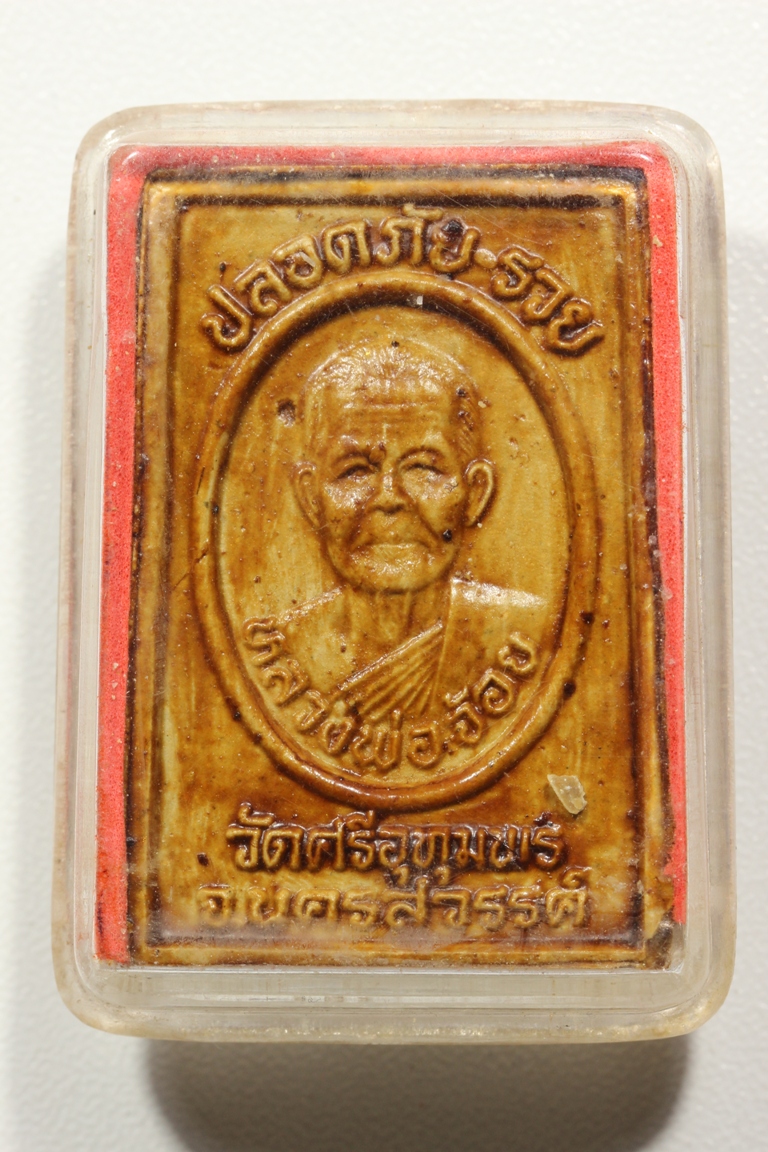 ปลอดภัย-รวย
หลวงพ่อจ้อย
วัดศรีอุทุมพร
จ.นครสวรรค์